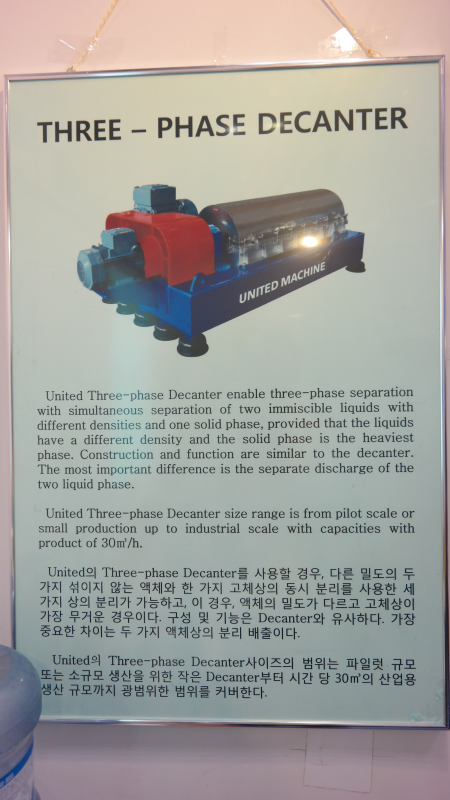 THREE – PHASE DECANTER
UNITED MACHINE
United Three-phase Decanter enable three-phase separation
with simultaneous separation of two immiscible liquids with
different densities and one solid phase, provided that the liquids
have a different density and the solid phase is the heaviest
phase. Construction and function are similar to the decanter.
The most important difference is the separate discharge of the
two liquid phase.
United Three-phase Decanter size range is from pilot scale or
small production up to industrial scale with capacities with
product of 30㎥/h.
United의 Three-phase Decanter를 사용할 경우, 다른 밀도의 두
가지 섞이지 않는 액체와 한 가지 고체상의 동시 분리를 사용한 세
가지 상의 분리가 가능하고, 이 경우, 액체의 밀도가 다르고 고체상이
가장 무거운 경우이다. 구성 및 기능은 Decanter와 유사하다. 가장
중요한 차이는 두 가지 액체상의 분리 배출이다.
United의 Three-phase Decanter사이즈의 범위는 파일럿 규모
또는 소규모 생산을 위한 작은 Decanter부터 시간 당 30㎥의 산업용
생산 규모까지 광범위한 범위를 커버한다.